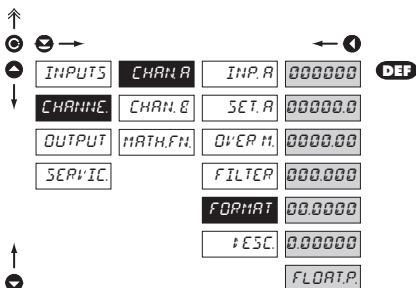 INPUTS CHAN. A INP. A 000000 DEF
CHANNE. CHAN. B SET. A 00000.0
OUTPUT MATH.FN. OVER M. 0000.00
SERVIC. FILTER 000.000
FORMAT 00.0000
DESC. 0.00000
FLOAT.P.